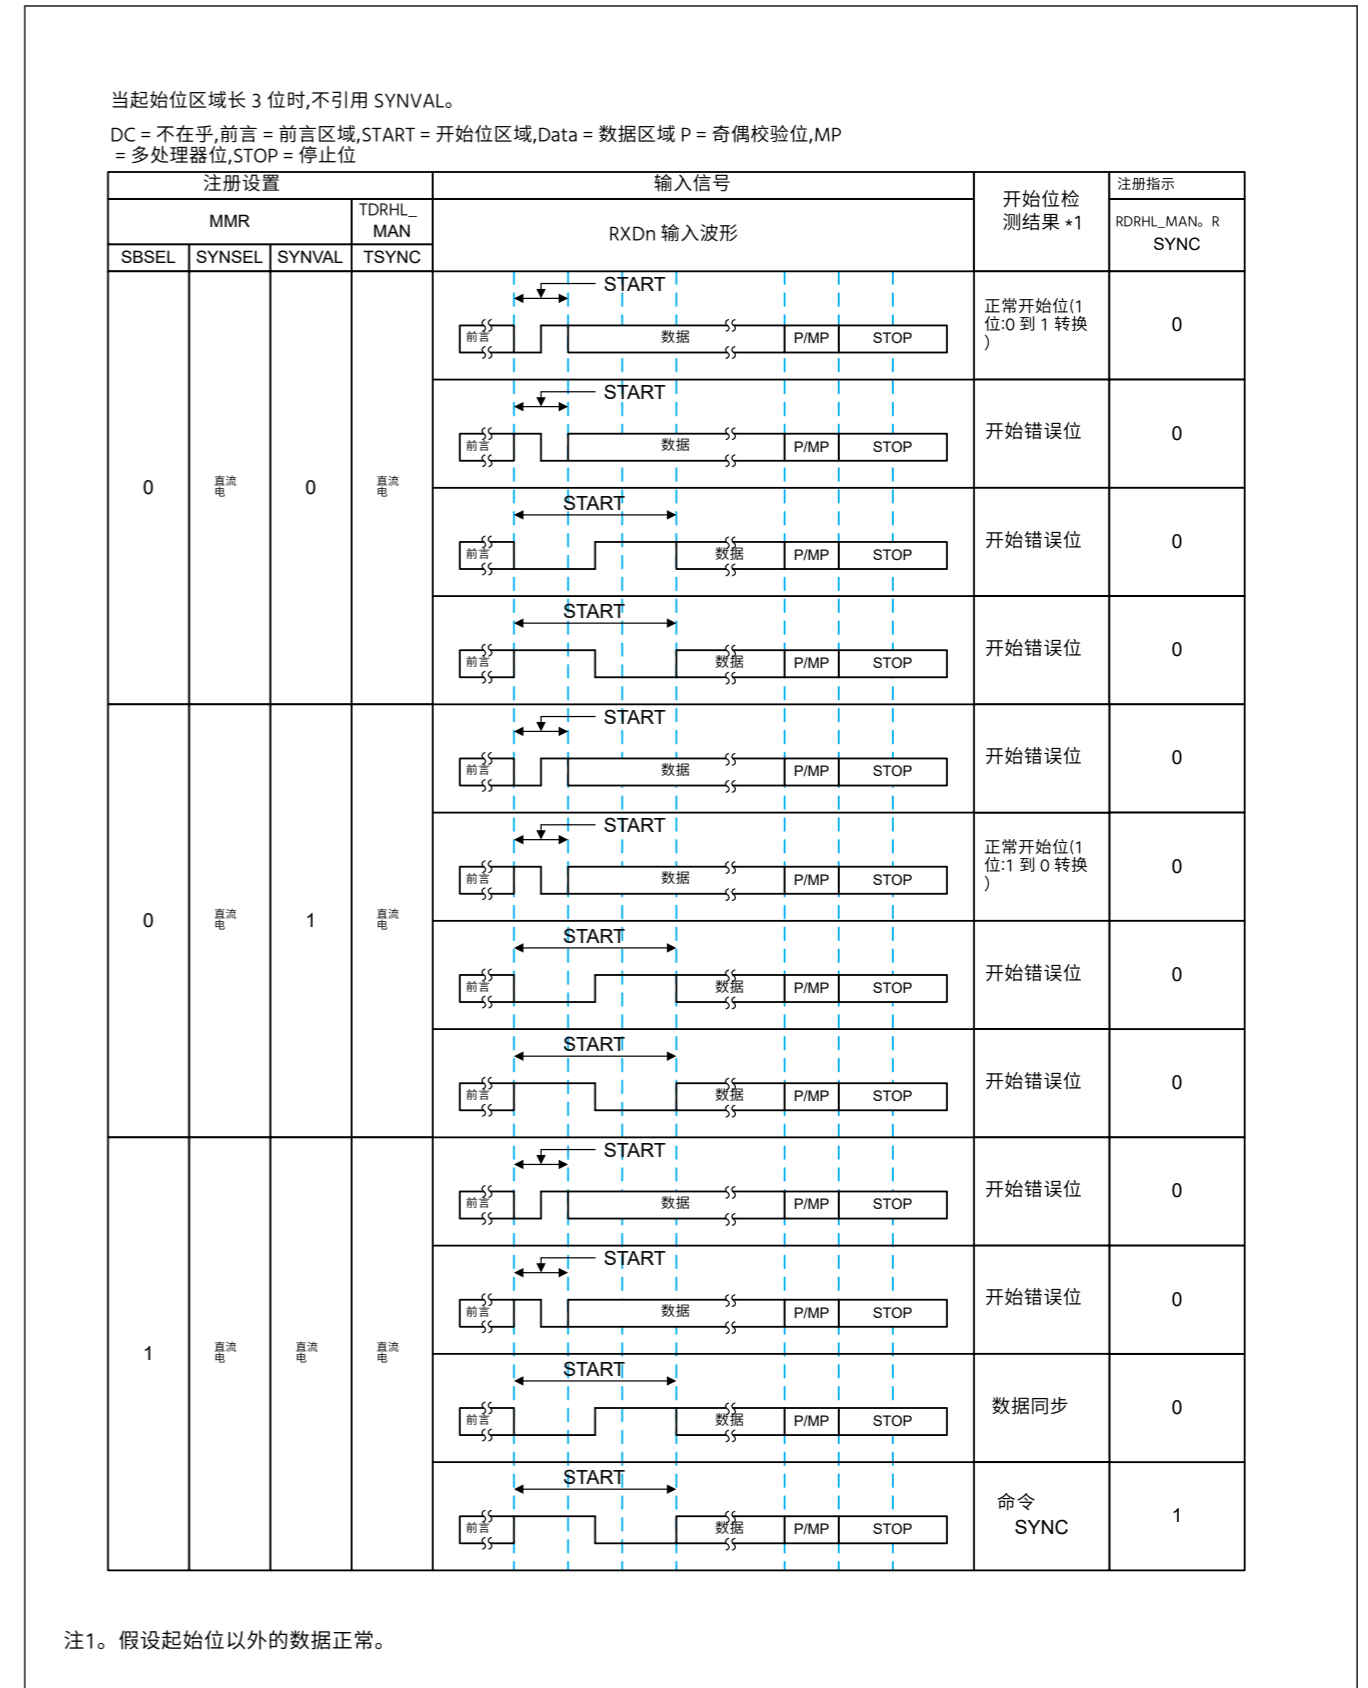 当起始位区域长 3 位时,不引用 SYNVAL。
DC = 不在乎,前言 = 前言区域,START = 开始位区域,Data = 数据区域 P = 奇偶校验位,MP
= 多处理器位,STOP = 停止位
注册设置
输入信号
开始位检
测结果 *1
注册指示
MMR
TDRHL_
MAN
RXDn 输入波形
RDRHL_MAN。R
SYNC
SBSEL
SYNSEL
SYNVAL
TSYNC
0
直流
电
0
直流
电
START
前言
数据
P/MP
STOP
正常开始位(1
位:0 到 1 转换
)
0
START
前言
数据
P/MP
STOP
开始错误位
0
START
前言
数据
P/MP
STOP
开始错误位
0
START
前言
数据
P/MP
STOP
开始错误位
0
0
直流
电
1
直流
电
START
前言
数据
P/MP
STOP
开始错误位
0
START
前言
数据
P/MP
STOP
正常开始位(1
位:1 到 0 转换
)
0
START
前言
数据
P/MP
STOP
开始错误位
0
START
前言
数据
P/MP
STOP
开始错误位
0
1
直流
电
直流
电
直流
电
START
前言
数据
P/MP
STOP
开始错误位
0
START
前言
数据
P/MP
STOP
开始错误位
0
START
前言
数据
P/MP
STOP
数据同步
0
START
前言
数据
P/MP
STOP
命令
SYNC
1
注1。假设起始位以外的数据正常。